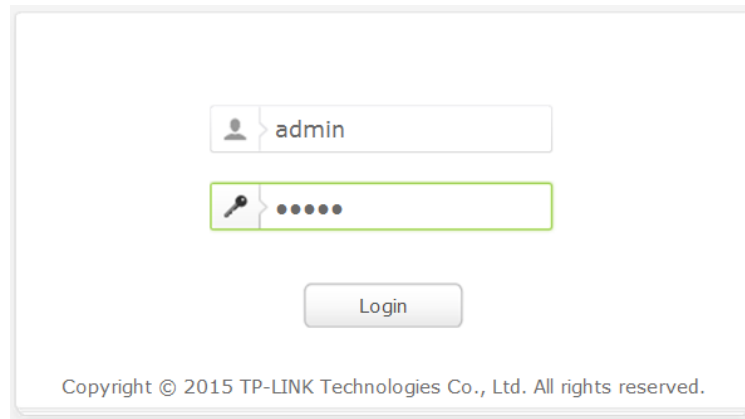 admin
•••••
Login
Copyright © 2015 TP-LINK Technologies Co., Ltd. All rights reserved.